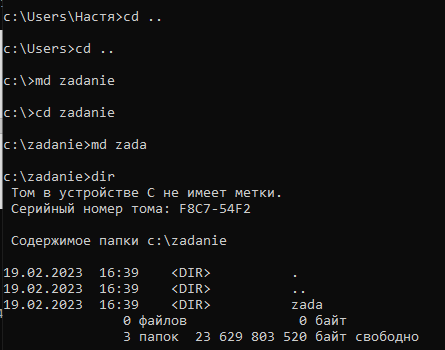 c:\Users\Настя>cd ..
c:\Users>cd ..
c:\>md zadanie
c:\>cd zadanie
c:\zadanie>md zada
c:\zadanie>dir
Том в устройстве C не имеет метки.
Серийный номер тома: F8C7-54F2
Содержимое папки c:\zadanie
19.02.2023  16:39    <DIR>          .
19.02.2023  16:39    <DIR>          ..
19.02.2023  16:39    <DIR>          zada
0 файлов              0 байт
3 папок  23 629 803 520 байт свободно